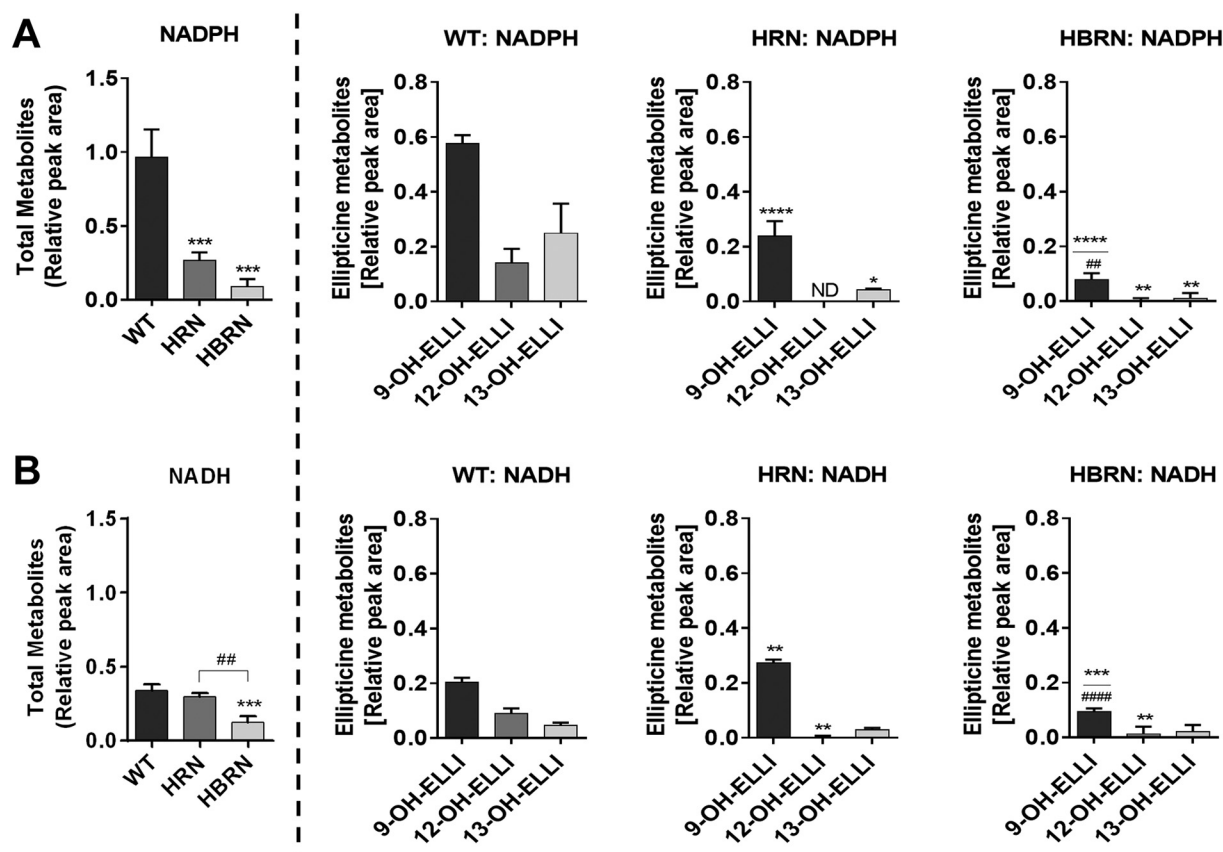 A
NADPH
Total Metabolites
(Relative peak area)
1.5
1.0
0.5
0.0
***
***
WT
HRN
HBRN
WT: NADPH
Ellipticine metabolites
[Relative peak area]
0.8
0.6
0.4
0.2
0.0
9-OH-ELLI
12-OH-ELLI
13-OH-ELLI
HRN: NADPH
Ellipticine metabolites
[Relative peak area]
0.8
0.6
0.4
0.2
0.0
****
ND
*
9-OH-ELLI
12-OH-ELLI
13-OH-ELLI
HBRN: NADPH
Ellipticine metabolites
[Relative peak area]
0.8
0.6
0.4
0.2
0.0
****
##
**
**
9-OH-ELLI
12-OH-ELLI
13-OH-ELLI
B
NADH
Total Metabolites
(Relative peak area)
1.5
1.0
0.5
0.0
##
***
WT
HRN
HBRN
WT: NADH
Ellipticine metabolites
[Relative peak area]
0.8
0.6
0.4
0.2
0.0
9-OH-ELLI
12-OH-ELLI
13-OH-ELLI
HRN: NADH
Ellipticine metabolites
[Relative peak area]
0.8
0.6
0.4
0.2
0.0
**
**
9-OH-ELLI
12-OH-ELLI
13-OH-ELLI
HBRN: NADH
Ellipticine metabolites
[Relative peak area]
0.8
0.6
0.4
0.2
0.0
***
####
**
9-OH-ELLI
12-OH-ELLI
13-OH-ELLI